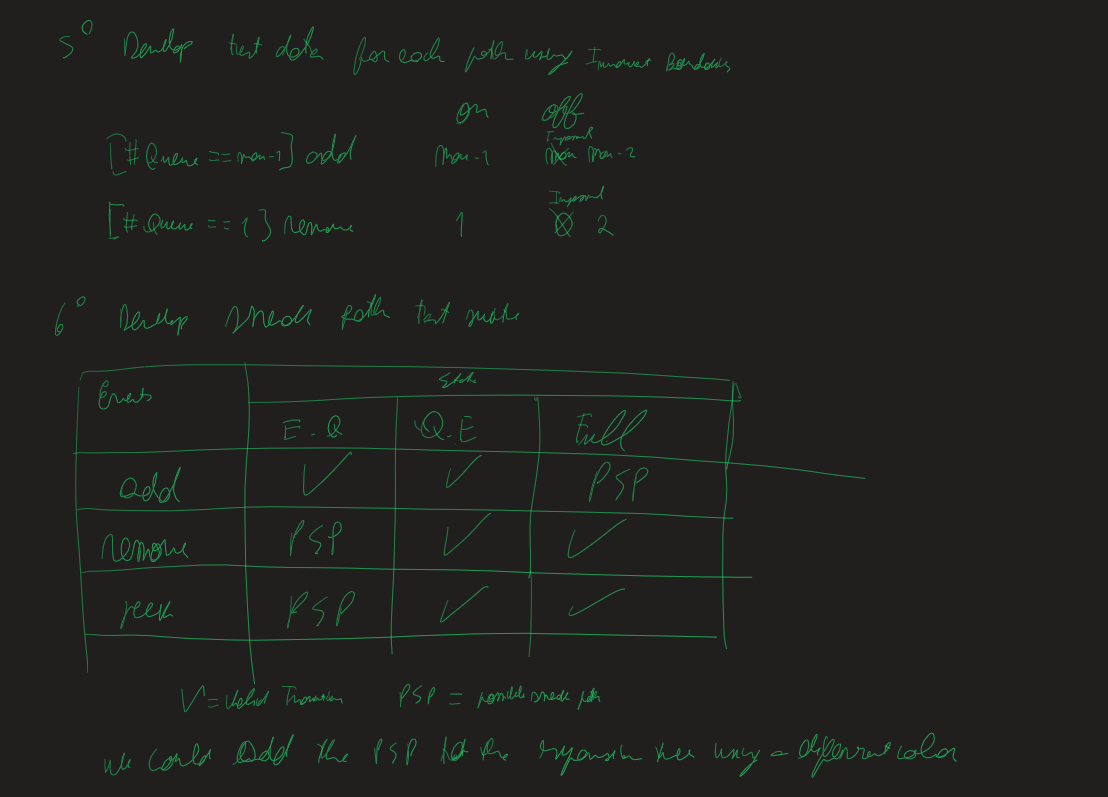 5° Develop test data for each path using Invariant Boundaries
on off
[#Queue == max-1] add max-1 max max-2
[#Queue == 1] remove 1 0 2
6° Develop sneak path test suite
Events State
E.Q Q.E Full
add ✓ ✓ PSP
remove PSP ✓ ✓
peek PSP ✓ ✓
✓ = Valid Transition PSP = possible sneak path
we could add the PSP to the expansion tree using a different color